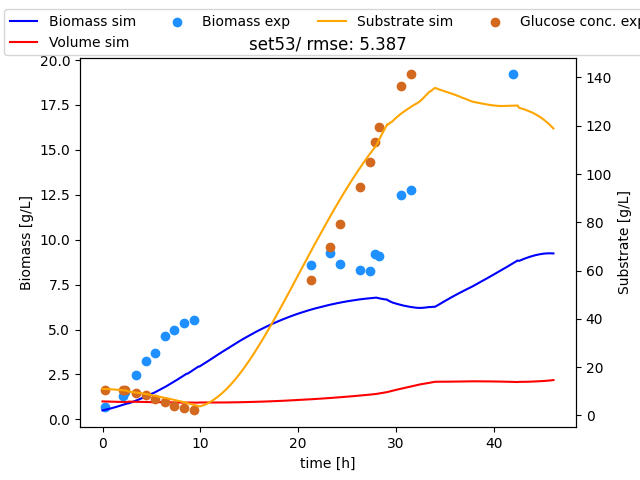 Biomass sim Biomass exp Substrate sim Glucose conc. exp
Volume sim
set53/ rmse: 5.387
20.0
17.5
15.0
12.5
10.0
7.5
5.0
2.5
0.0
Biomass [g/L]
140
120
100
80
60
40
20
0
Substrate [g/L]
0 10 20 30 40
time [h]